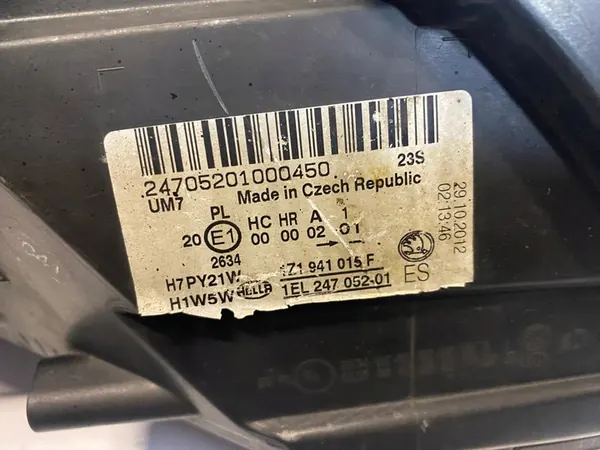 24705201000450
23S
UM7 Made in Czech Republic
PL HC HR A 1
20 E1 00 00 02 01
2634
H7PY21W 1Z1 941 015 F
H1W5W HELLA 1EL 247 052-01
ES
29.10.2012
02:13:46